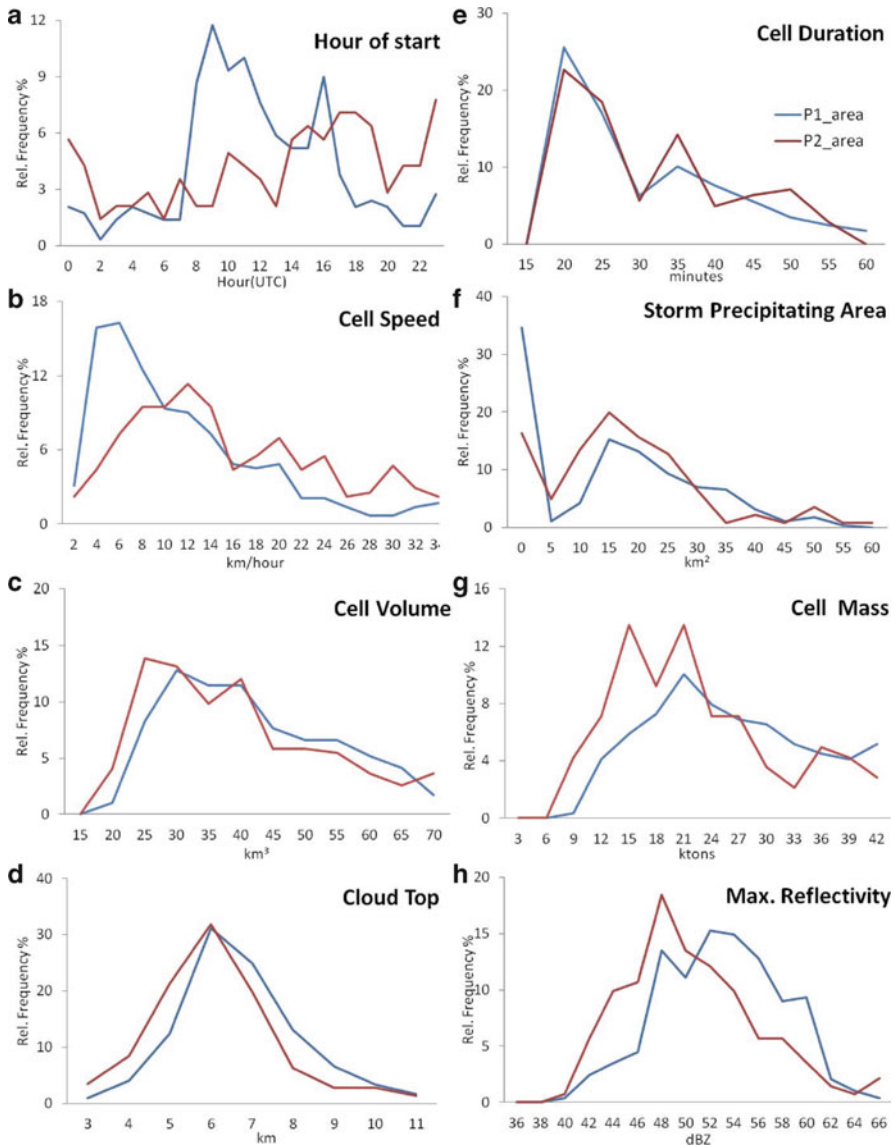 a
Hour of start
Rel. Frequency %
12
9
6
3
0
0 2 4 6 8 10 12 14 16 18 20 22
Hour(UTC)
b
Cell Speed
Rel. Frequency %
18
12
6
0
2 4 6 8 10 12 14 16 18 20 22 24 26 28 30 32 3
km/hour
c
Cell Volume
Rel. Frequency %
20
15
10
5
0
15 20 25 30 35 40 45 50 55 60 65 70
km³
d
Cloud Top
Rel. Frequency %
40
30
20
10
0
3 4 5 6 7 8 9 10 11
km
e
Cell Duration
Rel. Frequency %
30
20
10
0
P1_area
P2_area
15 20 25 30 35 40 45 50 55 60
minutes
f
Storm Precipitating Area
Rel. Frequency %
40
30
20
10
0
0 5 10 15 20 25 30 35 40 45 50 55 60
km²
g
Cell Mass
Rel. Frequency %
16
12
8
4
0
3 6 9 12 15 18 21 24 27 30 33 36 39 42
ktons
h
Max. Reflectivity
Rel. Frequency %
20
15
10
5
0
36 38 40 42 44 46 48 50 52 54 56 58 60 62 64 66
dBZ